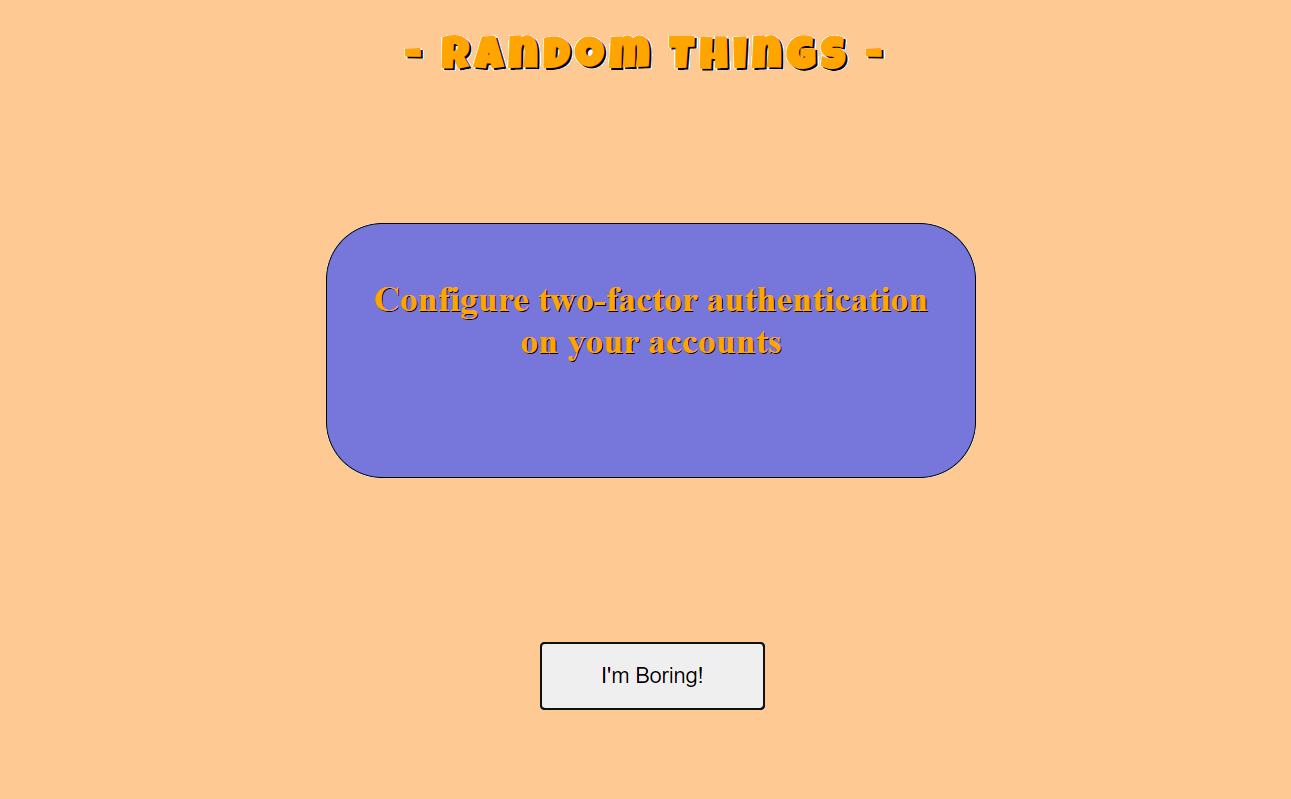 - RANDOM THINGS -
Configure two-factor authentication
on your accounts
I'm Boring!